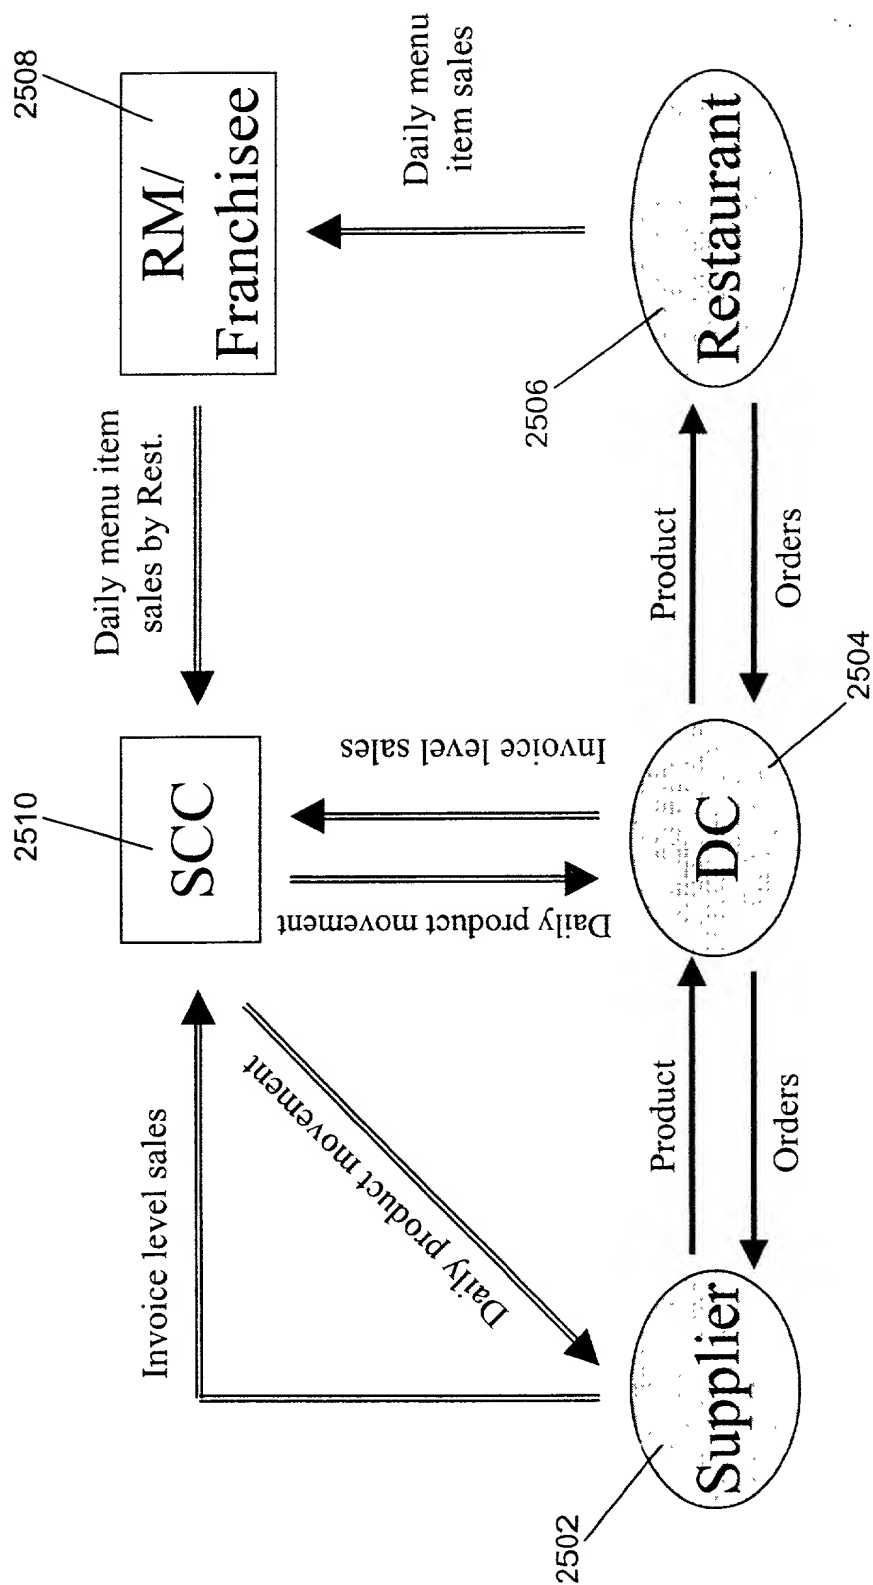 2510
2508
Invoice level sales
Daily menu item
sales by Rest.
SCC
RM/
Franchisee
Daily product movement
Daily product movement
Invoice level sales
Daily menu
item sales
2502
2506
Supplier
Product
Orders
DC
Product
Orders
Restaurant
2504